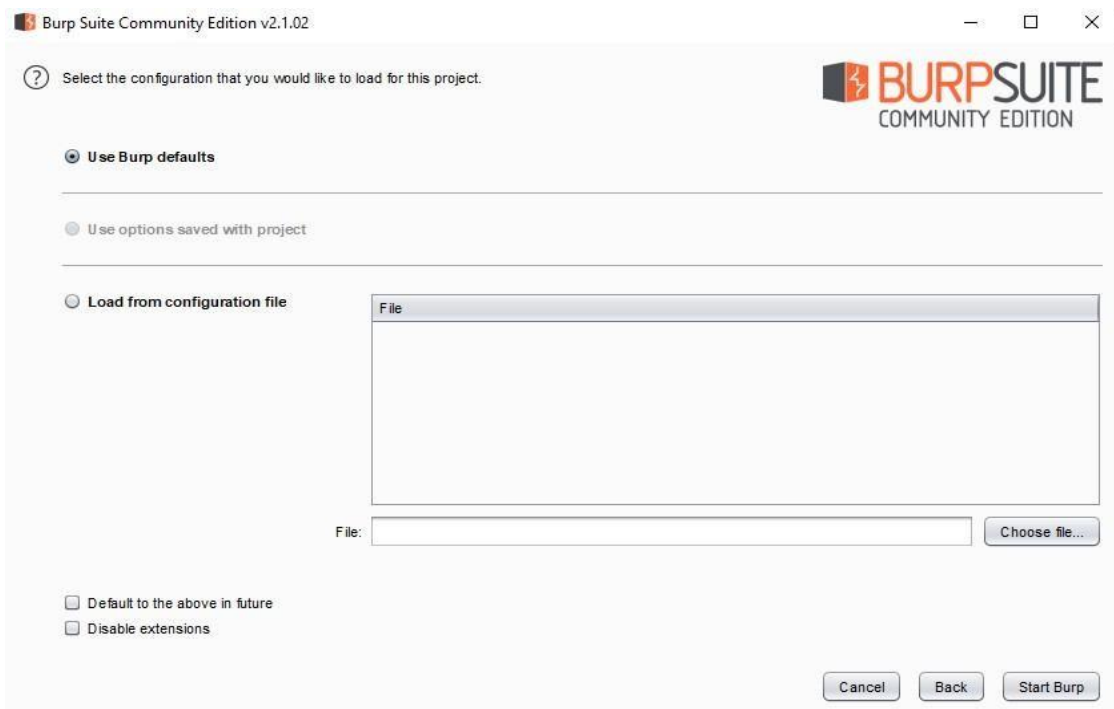 Burp Suite Community Edition v2.1.02
Select the configuration that you would like to load for this project.
BURPSUITE
COMMUNITY EDITION
Use Burp defaults
Use options saved with project
Load from configuration file
File
File:
Choose file...
Default to the above in future
Disable extensions
Cancel
Back
Start Burp